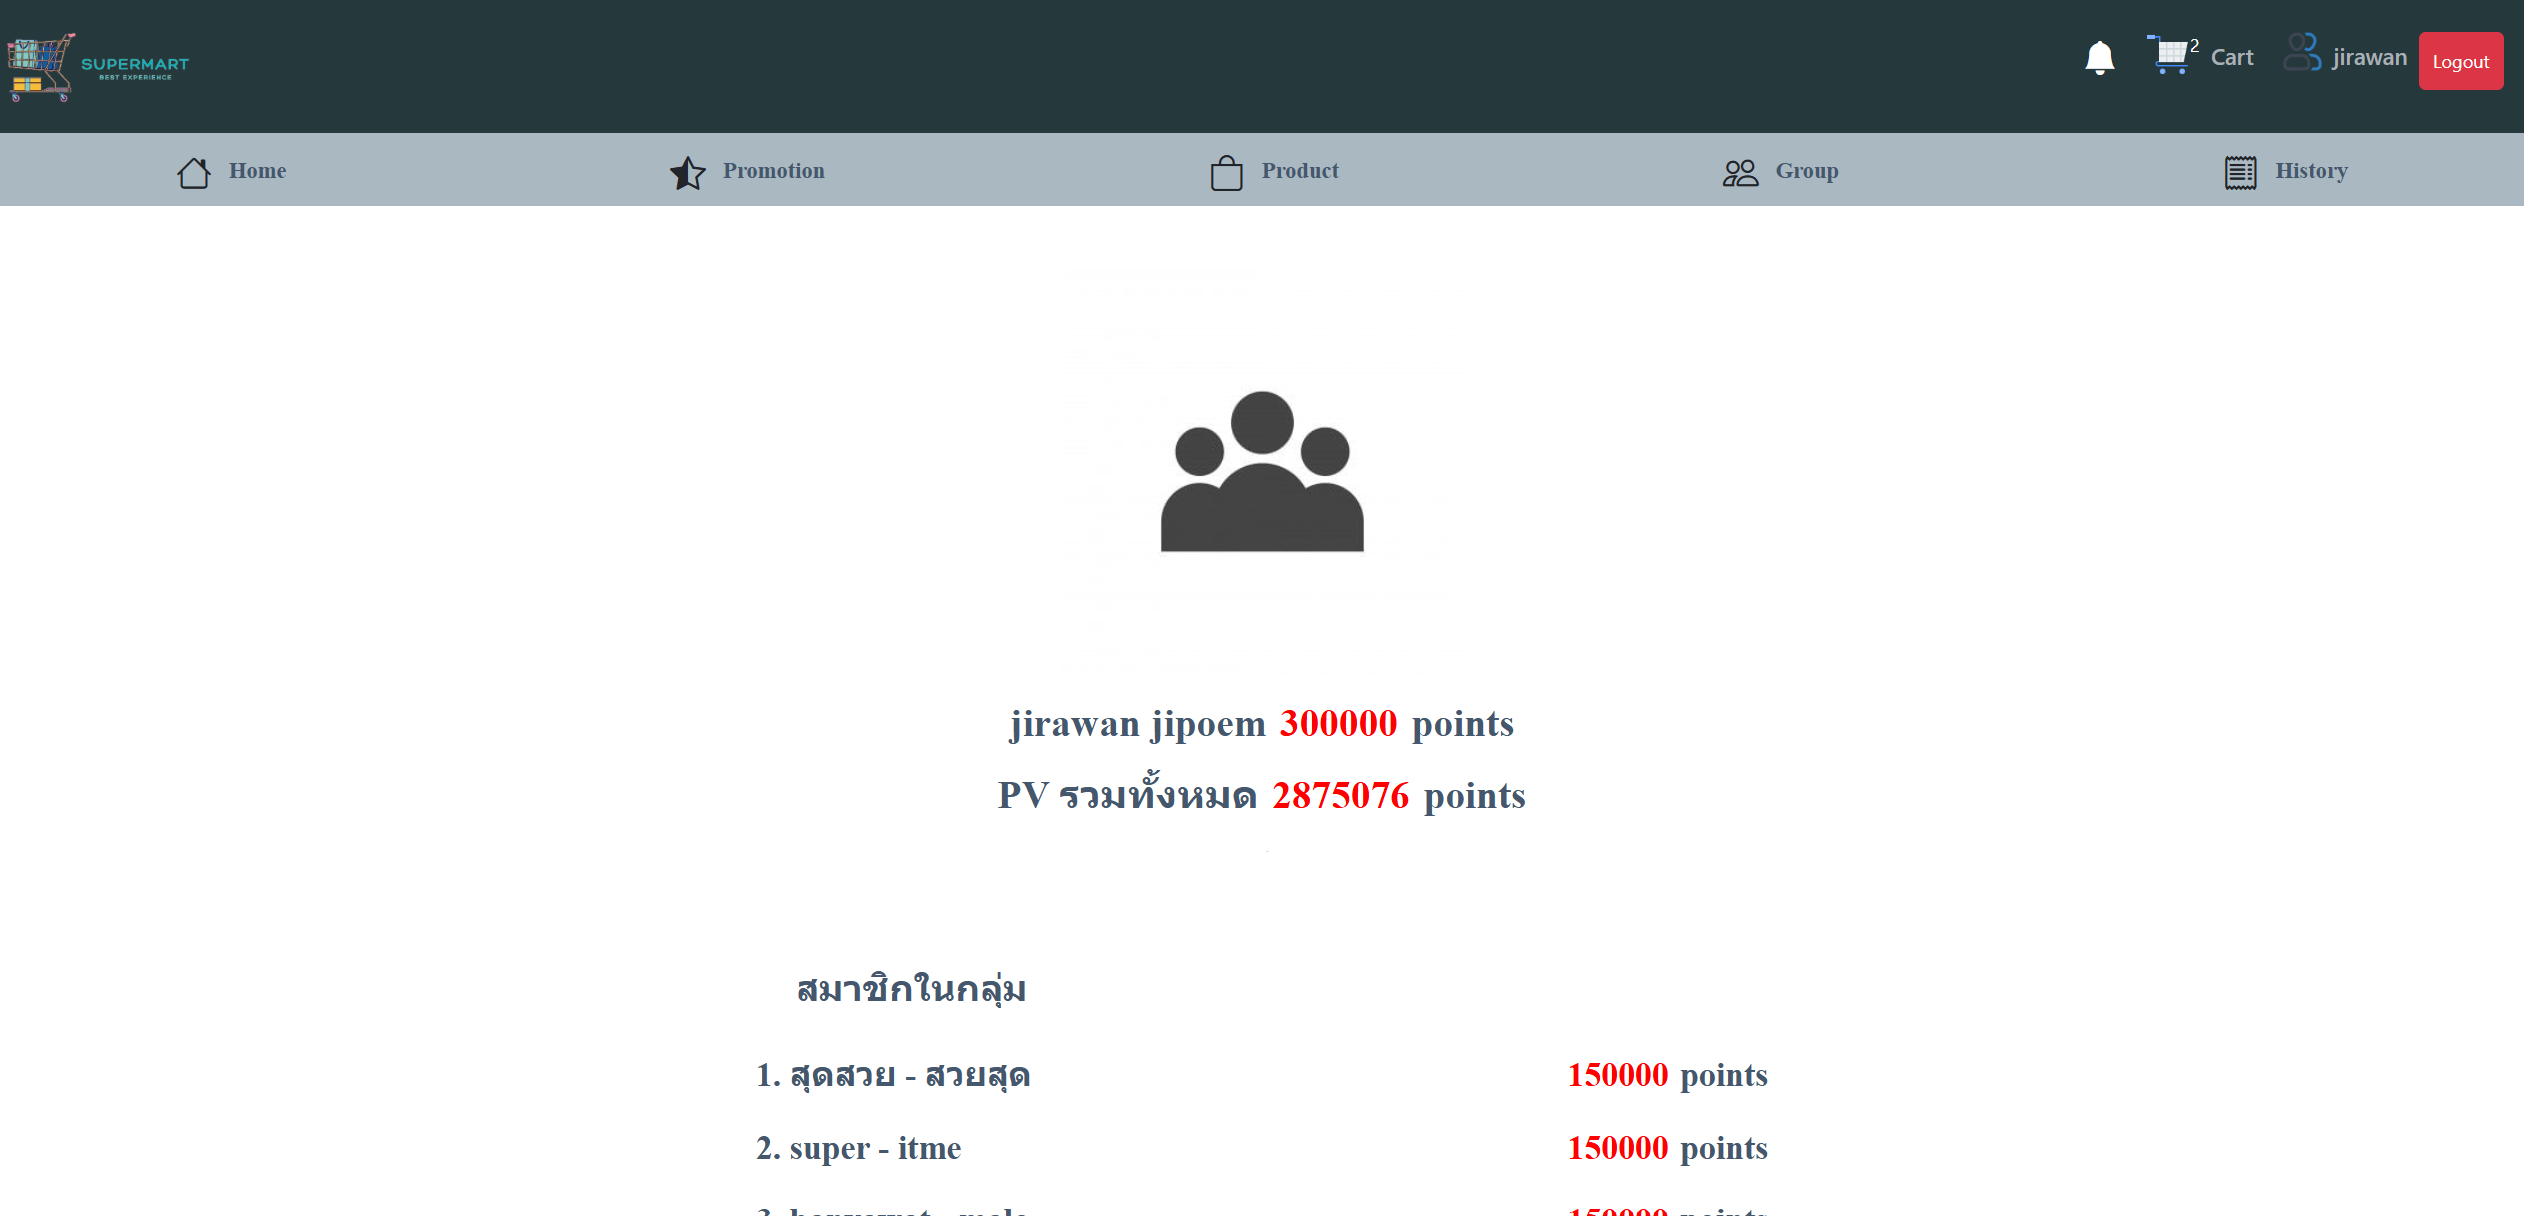 SUPERMART
BEST EXPERIENCE
2 Cart jirawan Logout
Home Promotion Product Group History
jirawan jipoem 300000 points
PV รวมทั้งหมด 2875076 points
สมาชิกในกลุ่ม
1. สุดสวย - สวยสุด 150000 points
2. super - itme 150000 points